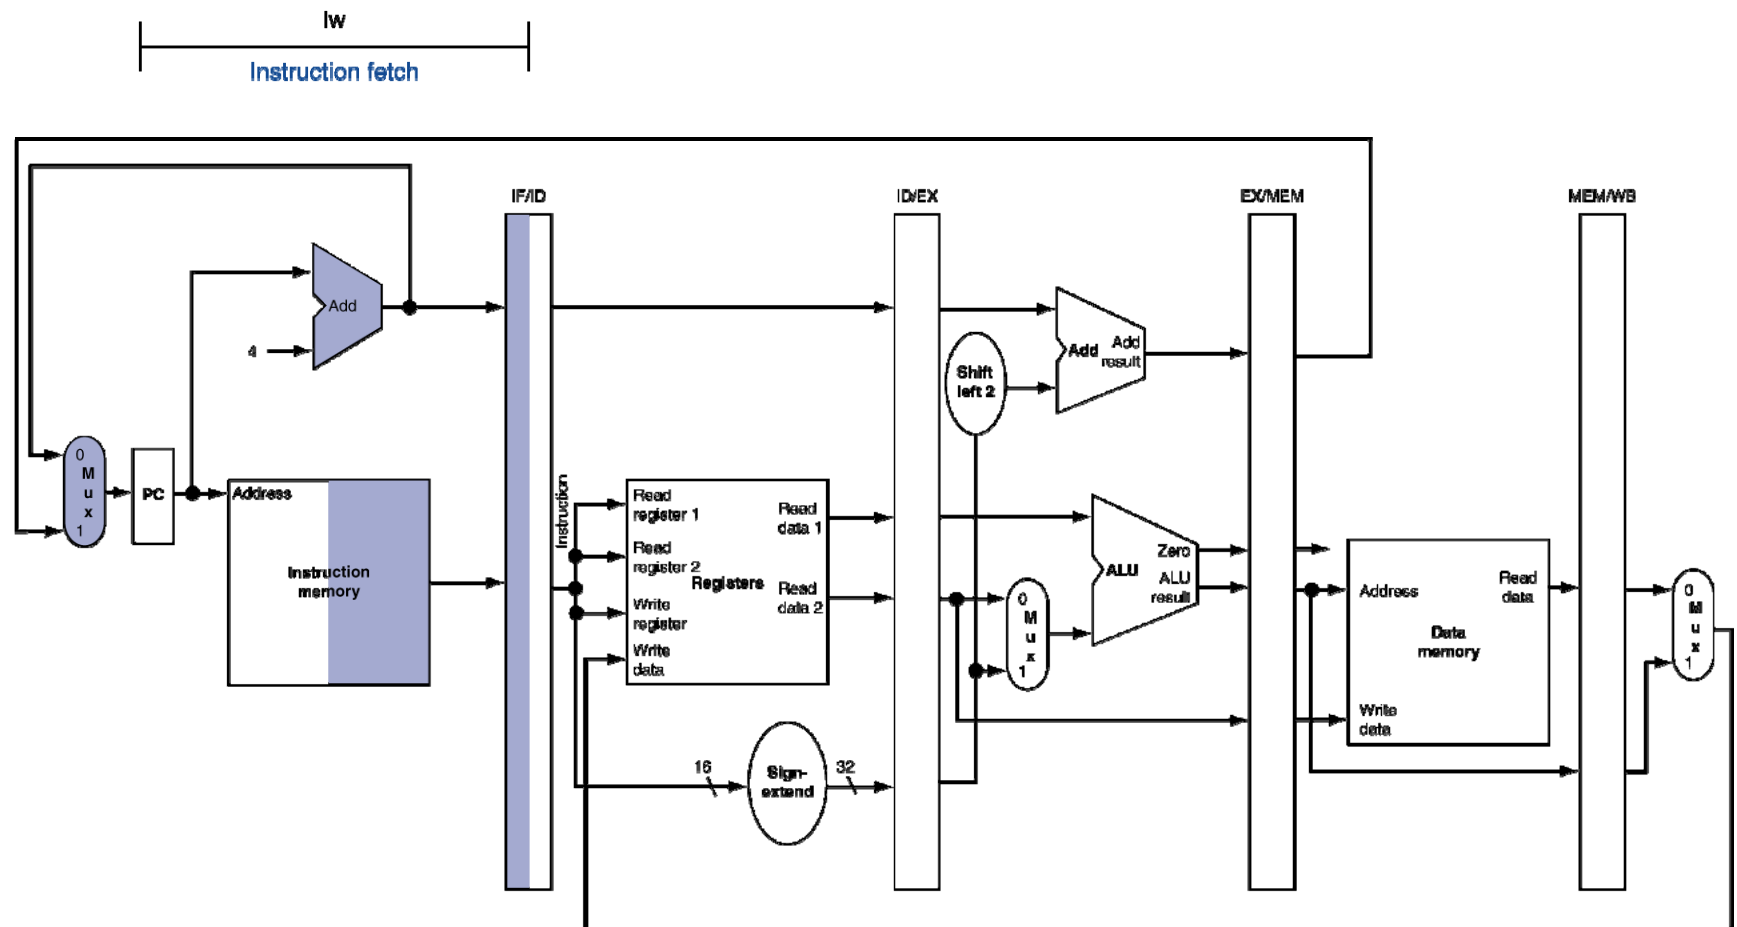 lw
Instruction fetch
IF/ID
ID/EX
EX/MEM
MEM/WB
Add
4
Add
Add
result
Shift
left 2
0
M
u
x
1
PC
Address
Instruction
memory
Instruction
Read
register 1
Read
register 2
Write
register
Write
data
Registers
Read
data 1
Read
data 2
16
Sign-
extend
32
0
M
u
x
1
Zero
ALU
ALU
result
Address
Read
data
Data
memory
Write
data
0
M
u
x
1